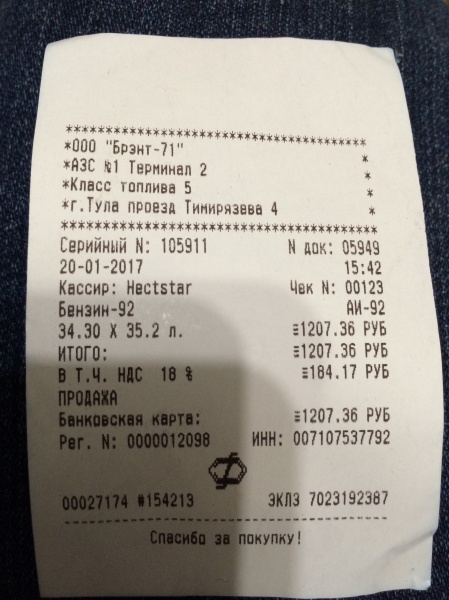 ****************************************
*ООО "Брэнт-71" *
*АЗС №1 Терминал 2 *
*Класс топлива 5 *
*г.Тула проезд Тимирязева 4 *
****************************************
Серийный N: 105911 N док: 05949
20-01-2017 15:42
Кассир: Hectstar Чек N: 00123
Бензин-92 АИ-92
34.30 X 35.2 л. ≡1207.36 РУБ
ИТОГО: ≡1207.36 РУБ
В Т.Ч. НДС 18 % ≡184.17 РУБ
ПРОДАЖА
Банковская карта: ≡1207.36 РУБ
Рег. N: 0000012098 ИНН: 007107537792
00027174 #154213 ЭКЛЗ 7023192387
Спасибо за покупку!